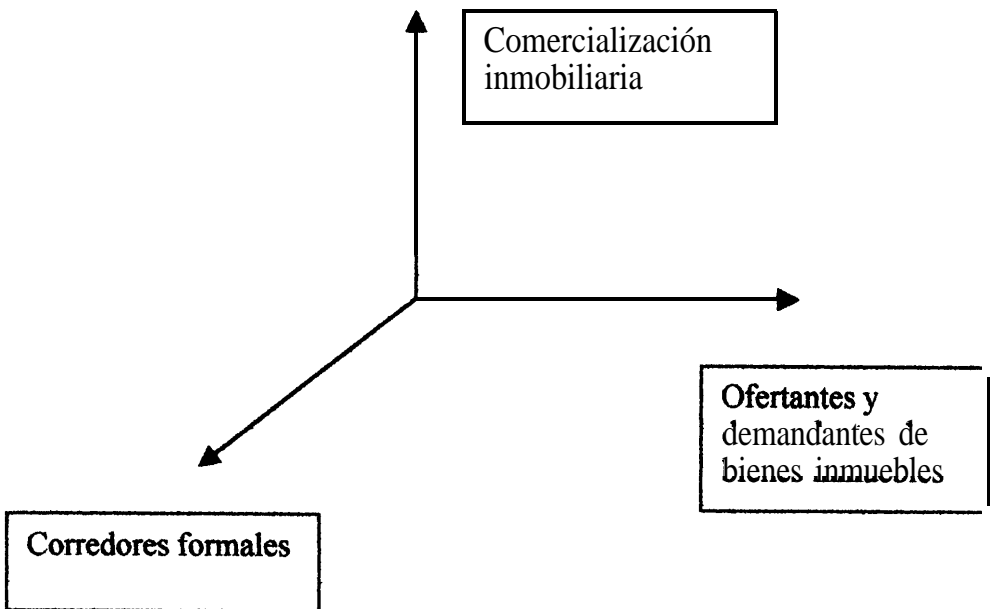 Comercialización
inmobiliaria
Ofertantes y
demandantes de
bienes inmuebles
Corredores formales